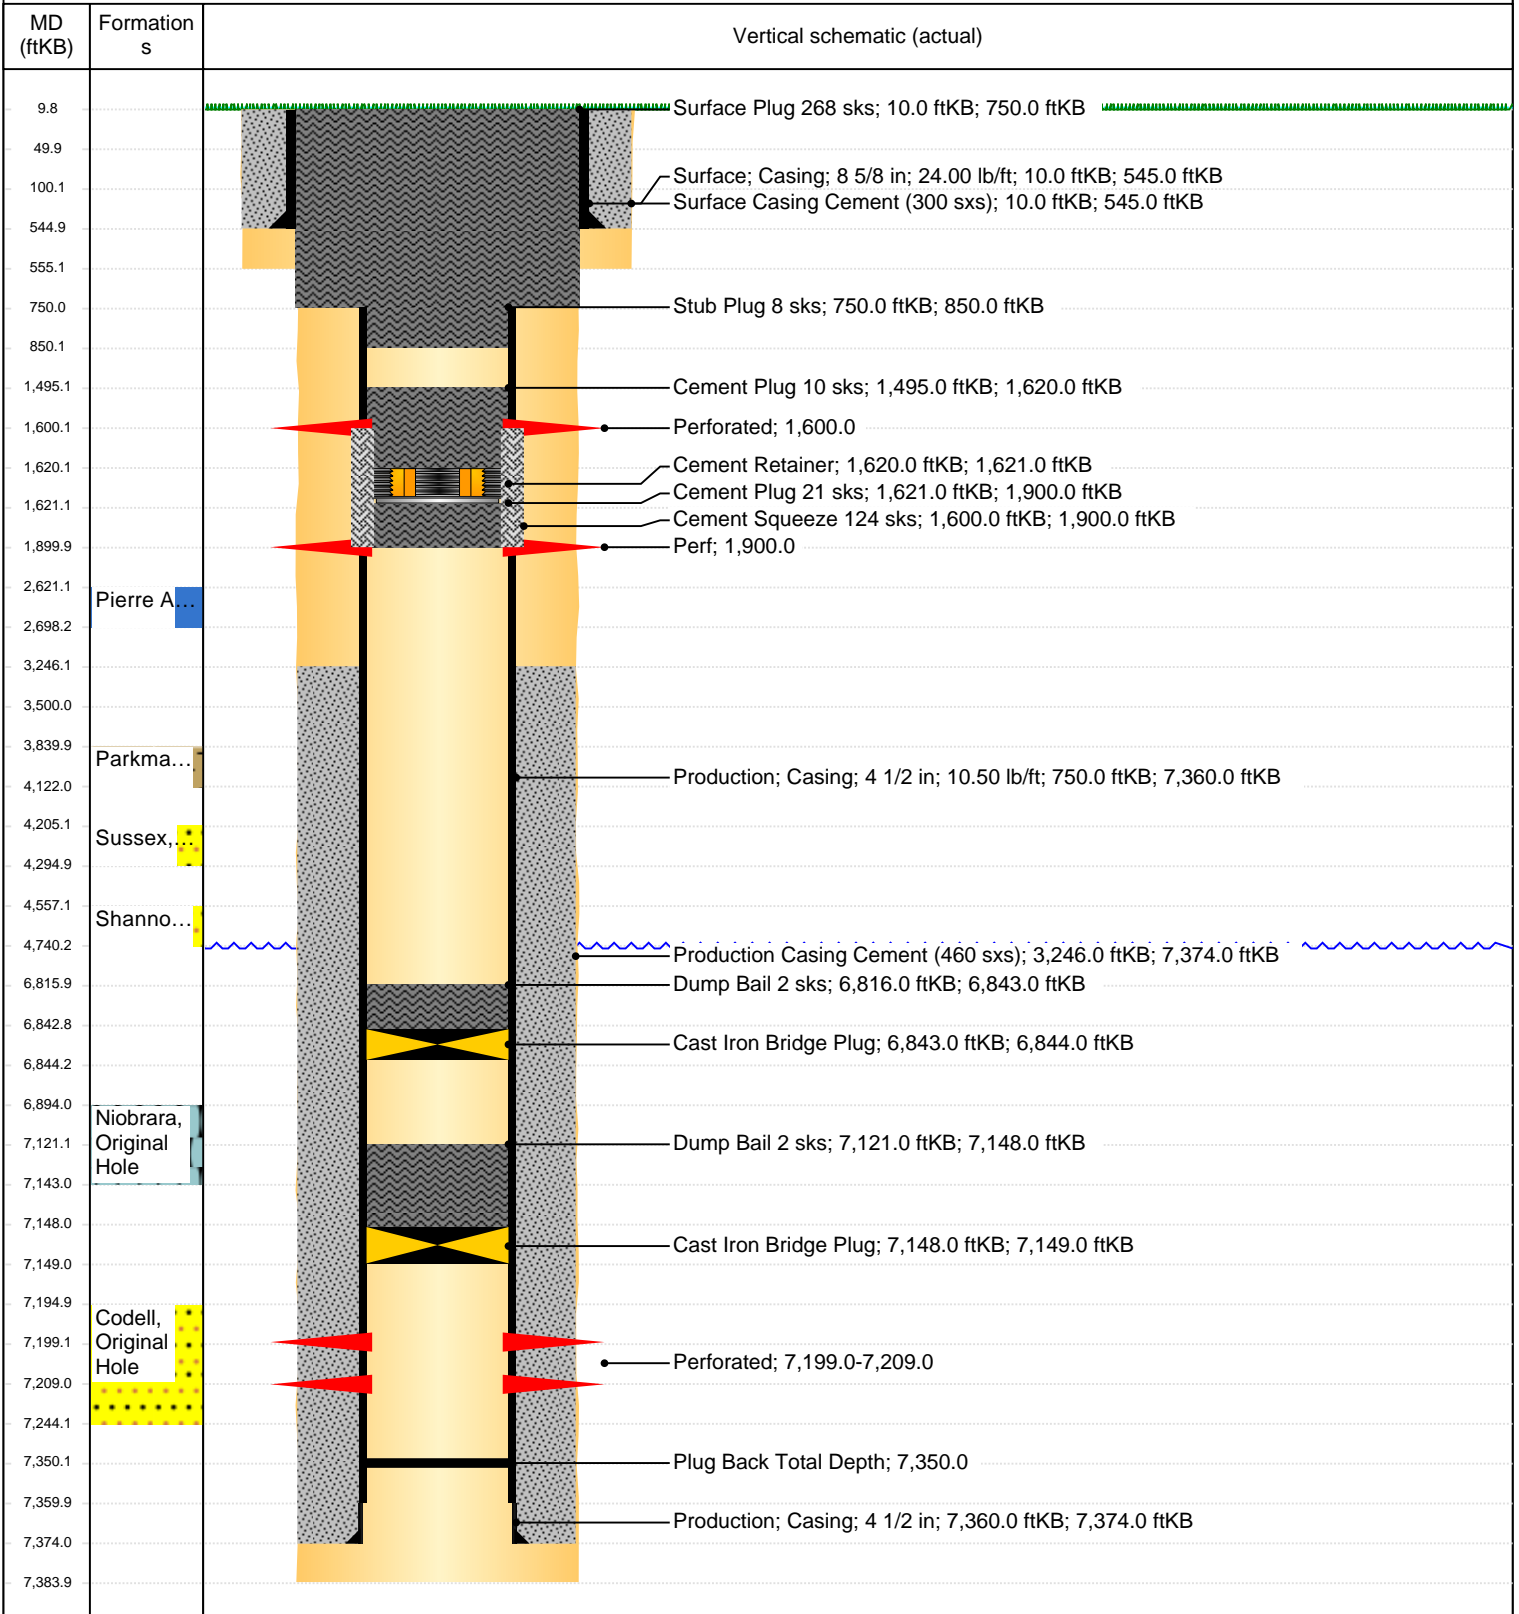 MD
(ftKB)
Formation
s
Vertical schematic (actual)
9.8
49.9
100.1
544.9
555.1
750.0
850.1
1,495.1
1,600.1
1,620.1
1,621.1
1,899.9
2,621.1
2,698.2
3,246.1
3,500.0
3,839.9
4,122.0
4,205.1
4,294.9
4,557.1
4,740.2
6,815.9
6,842.8
6,844.2
6,894.0
7,121.1
7,143.0
7,148.0
7,149.0
7,194.9
7,199.1
7,209.0
7,244.1
7,350.1
7,359.9
7,374.0
7,383.9
Pierre A...
Parkma...
Sussex,...
Shanno...
Niobrara,
Original
Hole
Codell,
Original
Hole
Surface Plug 268 sks; 10.0 ftKB; 750.0 ftKB
Surface; Casing; 8 5/8 in; 24.00 lb/ft; 10.0 ftKB; 545.0 ftKB
Surface Casing Cement (300 sxs); 10.0 ftKB; 545.0 ftKB
Stub Plug 8 sks; 750.0 ftKB; 850.0 ftKB
Cement Plug 10 sks; 1,495.0 ftKB; 1,620.0 ftKB
Perforated; 1,600.0
Cement Retainer; 1,620.0 ftKB; 1,621.0 ftKB
Cement Plug 21 sks; 1,621.0 ftKB; 1,900.0 ftKB
Cement Squeeze 124 sks; 1,600.0 ftKB; 1,900.0 ftKB
Perf; 1,900.0
Production; Casing; 4 1/2 in; 10.50 lb/ft; 750.0 ftKB; 7,360.0 ftKB
Production Casing Cement (460 sxs); 3,246.0 ftKB; 7,374.0 ftKB
Dump Bail 2 sks; 6,816.0 ftKB; 6,843.0 ftKB
Cast Iron Bridge Plug; 6,843.0 ftKB; 6,844.0 ftKB
Dump Bail 2 sks; 7,121.0 ftKB; 7,148.0 ftKB
Cast Iron Bridge Plug; 7,148.0 ftKB; 7,149.0 ftKB
Perforated; 7,199.0-7,209.0
Plug Back Total Depth; 7,350.0
Production; Casing; 4 1/2 in; 7,360.0 ftKB; 7,374.0 ftKB